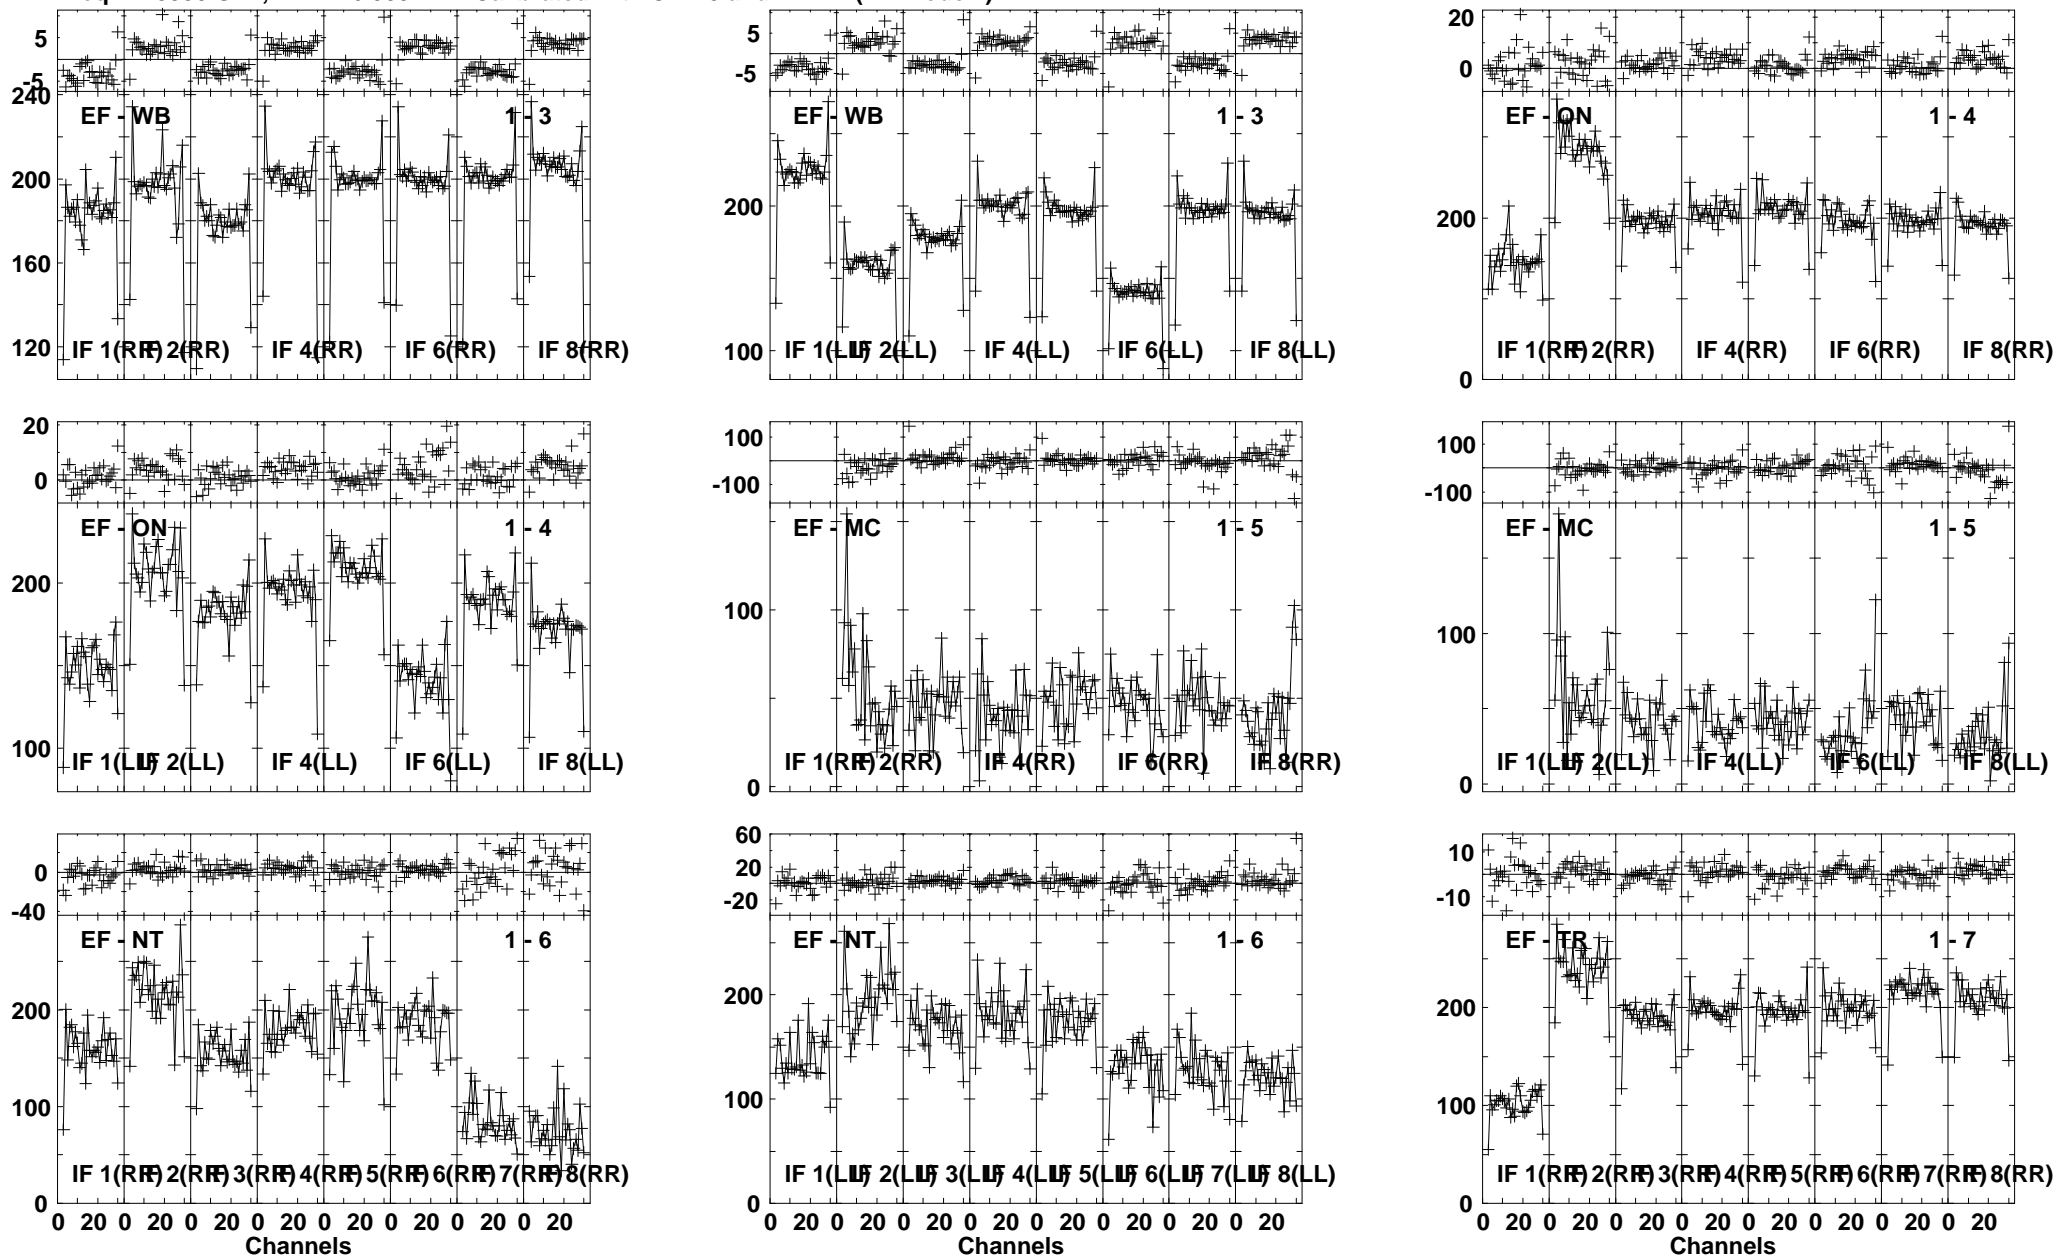 5
-5
240
200
160
120
EF - WB
1 - 3
IF 1(RR)
IF 2(RR)
IF 4(RR)
IF 6(RR)
IF 8(RR)
5
-5
200
100
EF - WB
1 - 3
IF 1(LL)
IF 2(LL)
IF 4(LL)
IF 6(LL)
IF 8(LL)
20
0
200
0
EF - ON
1 - 4
IF 1(RR)
IF 2(RR)
IF 4(RR)
IF 6(RR)
IF 8(RR)
20
0
200
100
EF - ON
1 - 4
IF 1(LL)
IF 2(LL)
IF 4(LL)
IF 6(LL)
IF 8(LL)
100
-100
100
0
EF - MC
1 - 5
IF 1(RR)
IF 2(RR)
IF 4(RR)
IF 6(RR)
IF 8(RR)
100
-100
100
0
EF - MC
1 - 5
IF 1(LL)
IF 2(LL)
IF 4(LL)
IF 6(LL)
IF 8(LL)
0
-40
200
100
0
EF - NT
1 - 6
IF 1(RR)
IF 2(RR)
IF 3(RR)
IF 4(RR)
IF 5(RR)
IF 6(RR)
IF 7(RR)
IF 8(RR)
0 20 0 20 0 20 0 20 0 20 0 20 0 20 0 20
Channels
60
20
-20
200
100
0
EF - NT
1 - 6
IF 1(LL)
IF 2(LL)
IF 3(LL)
IF 4(LL)
IF 5(LL)
IF 6(LL)
IF 7(LL)
IF 8(LL)
0 20 0 20 0 20 0 20 0 20 0 20 0 20 0 20
Channels
10
-10
200
100
0
EF - TR
1 - 7
IF 1(RR)
IF 2(RR)
IF 3(RR)
IF 4(RR)
IF 5(RR)
IF 6(RR)
IF 7(RR)
IF 8(RR)
0 20 0 20 0 20 0 20 0 20 0 20 0 20 0 20
Channels